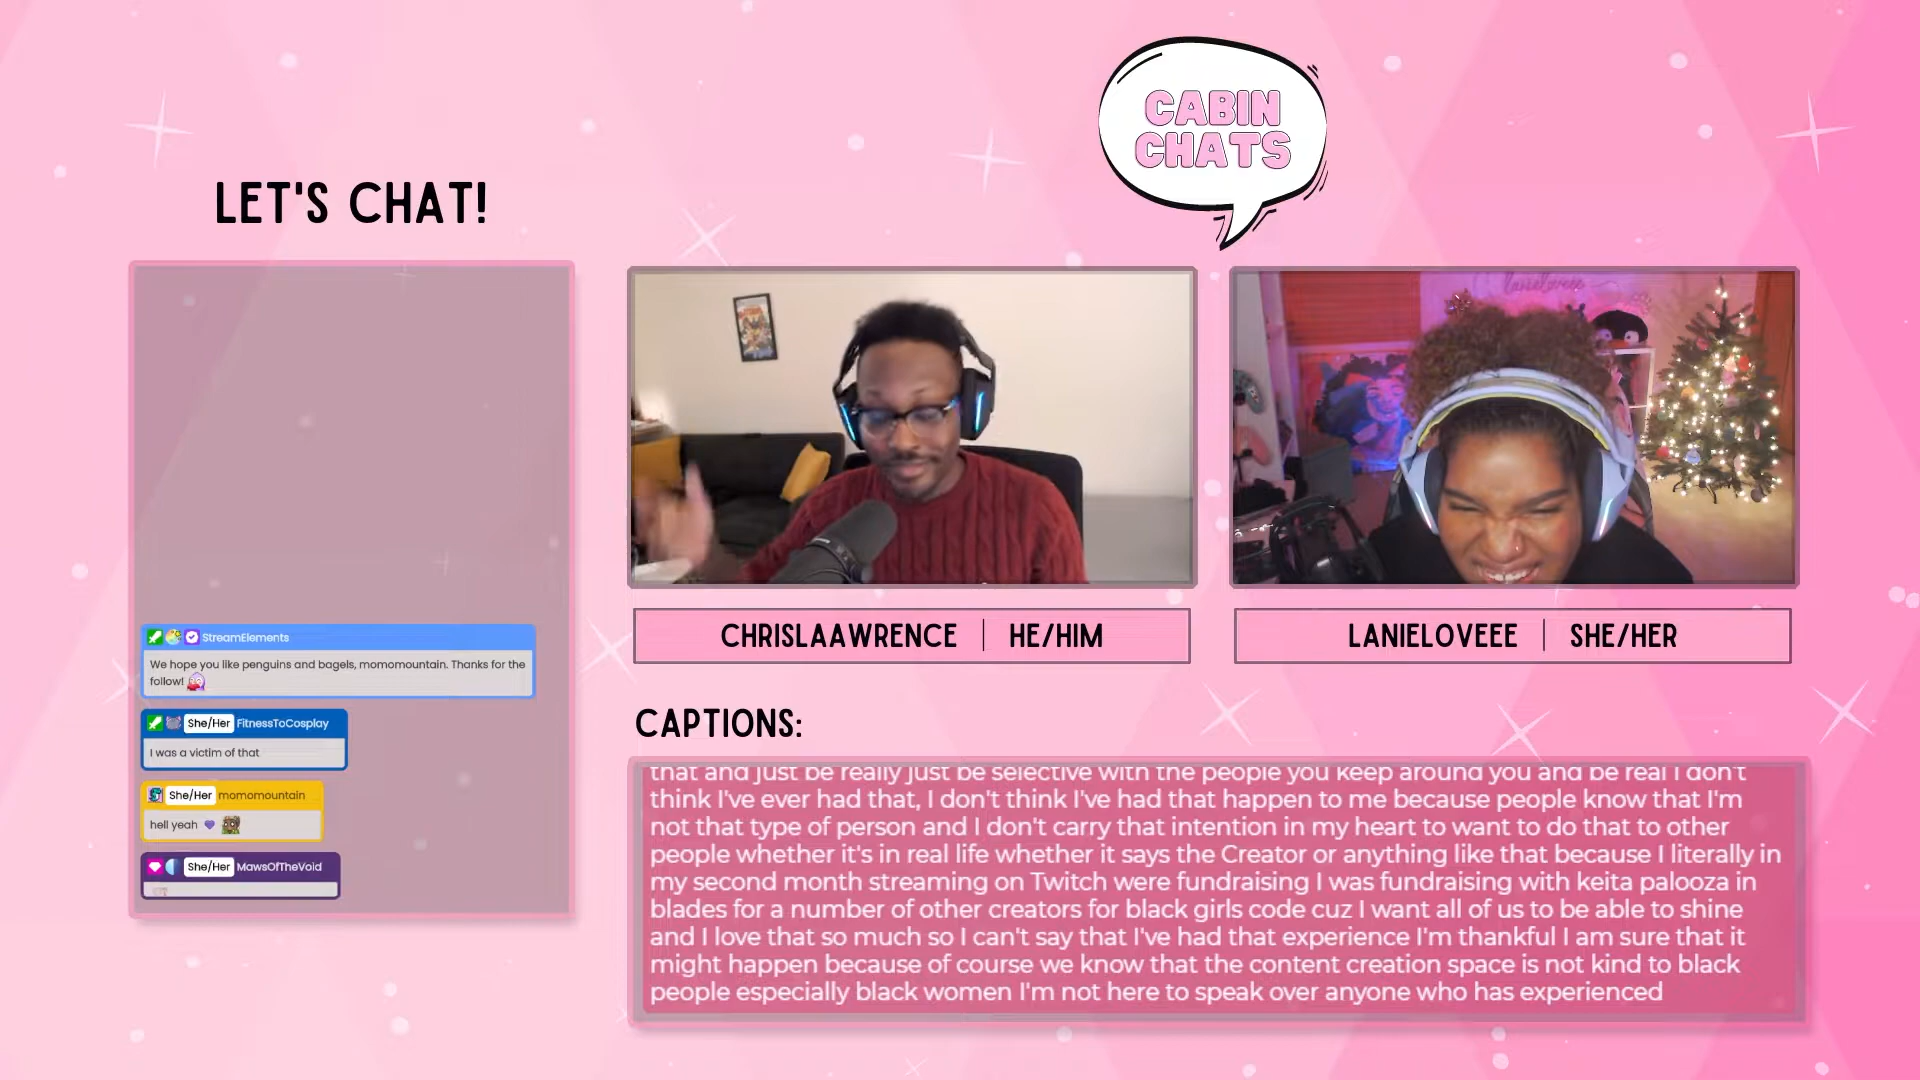 CABIN
CHATS
LET'S CHAT!
lanieloveee
StreamElements
We hope you like penguins and bagels, momomountain. Thanks for the
follow!
She/Her FitnessToCosplay
I was a victim of that
She/Her momomountain
hell yeah
She/Her MawsOfTheVoid
CHRISLAAWRENCE | HE/HIM
LANIELOVEEE | SHE/HER
CAPTIONS:
that and just be really just be selective with the people you keep around you and be real I don't
think I've ever had that, I don't think I've had that happen to me because people know that I'm
not that type of person and I don't carry that intention in my heart to want to do that to other
people whether it's in real life whether it says the Creator or anything like that because I literally in
my second month streaming on Twitch were fundraising I was fundraising with keita palooza in
blades for a number of other creators for black girls code cuz I want all of us to be able to shine
and I love that so much so I can't say that I've had that experience I'm thankful I am sure that it
might happen because of course we know that the content creation space is not kind to black
people especially black women I'm not here to speak over anyone who has experienced